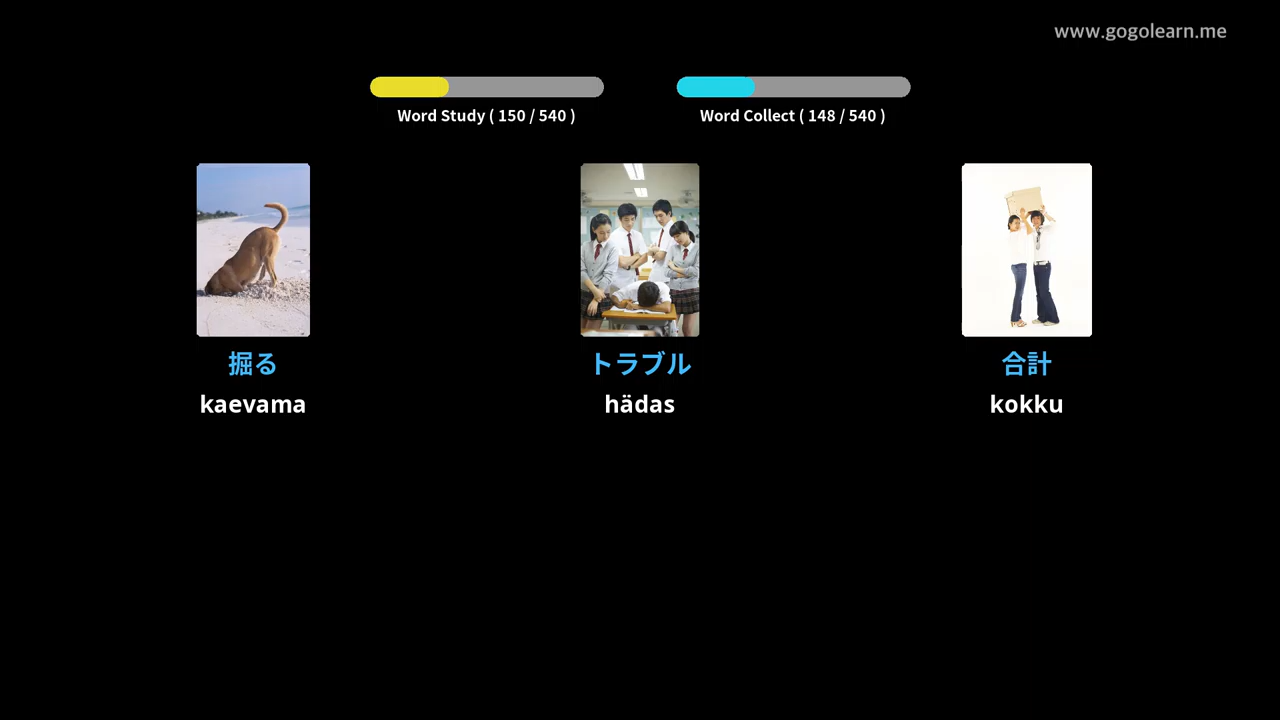 www.gogolearn.me
Word Study ( 150 / 540 )
Word Collect ( 148 / 540 )
掘る
トラブル
合計
kaevama
hädas
kokku